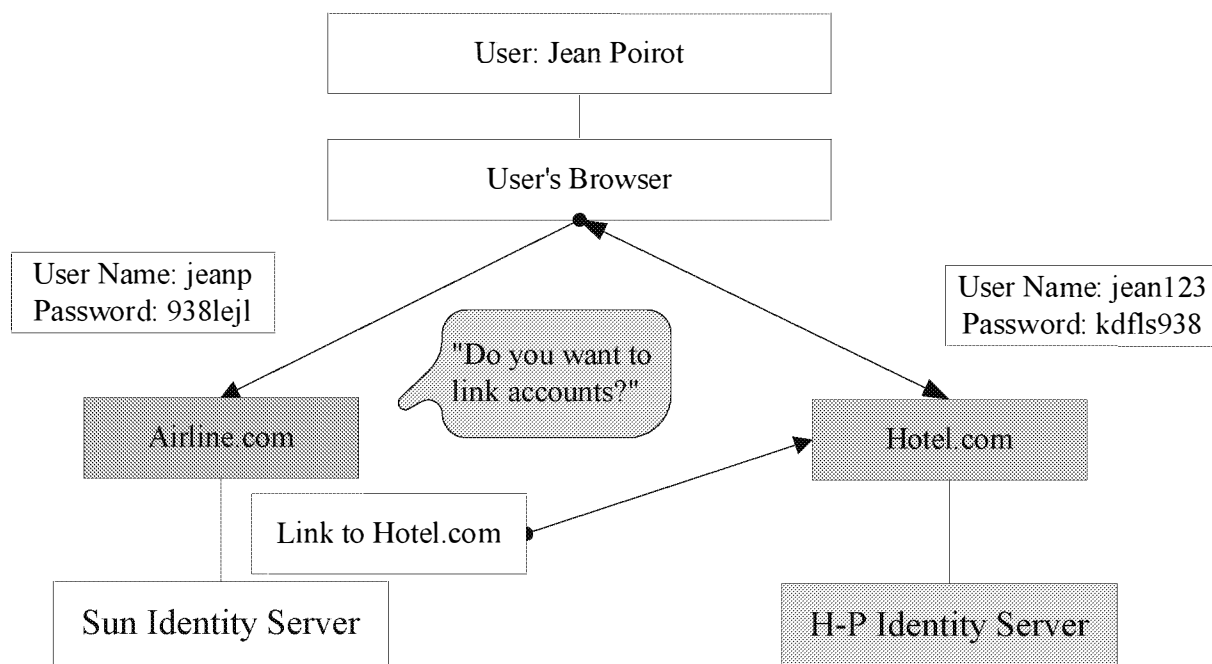 User: Jean Poirot
User's Browser
User Name: jeanp
Password: 938lejl
User Name: jean123
Password: kdfls938
"Do you want to
link accounts?"
Airline.com
Hotel.com
Link to Hotel.com
Sun Identity Server
H-P Identity Server